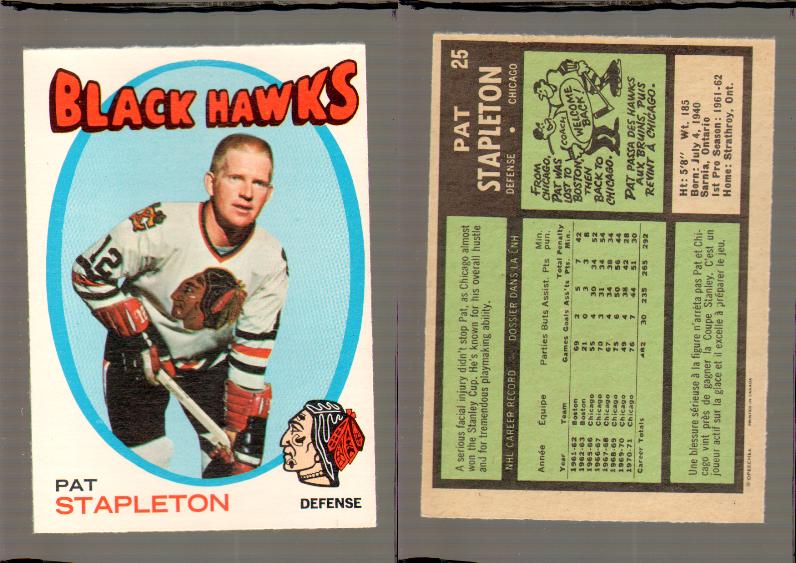 BLACK HAWKS
12
PAT
STAPLETON
DEFENSE
25
PAT
STAPLETON
DEFENSE • CHICAGO
FROM
CHICAGO,
PAT WAS
LOST TO
BOSTON,
THEN
BACK TO
CHICAGO.
COACH
WELCOME
BACK!
PAT PASSA DES HAWKS
AUX BRUINS, PUIS
REVINT A CHICAGO.
Ht: 5'8" Wt. 185
Born: July 4, 1940
Sarnia, Ontario
1st Pro Season: 1961-62
Home: Strathroy, Ont.
A serious facial injury didn't stop Pat, as Chicago almost
won the Stanley Cup. He's known for his overall hustle
and for tremendous playmaking ability.
NHL CAREER RECORD — DOSSIER DANS LA LNH
Année Équipe Parties Buts Assist. Pts Min. pun.
Year Team Games Goals Ass'ts Total Pts. Penalty Min.
1961-62 Boston 69 2 5 7 42
1962-63 Boston 21 0 3 3 8
1965-66 Chicago 55 4 30 34 52
1966-67 Chicago 70 3 31 34 54
1967-68 Chicago 67 4 34 38 34
1968-69 Chicago 75 6 50 56 44
1969-70 Chicago 49 4 38 42 28
1970-71 Chicago 76 7 44 51 30
Career Totals 482 30 235 265 292
Une blessure sérieuse à la figure n'arrêta pas Pat et Chi-
cago vint près de gagner la Coupe Stanley. C'est un
joueur actif sur la glace et il excelle à préparer le jeu.
© O-PEE-CHEE PRINTED IN CANADA